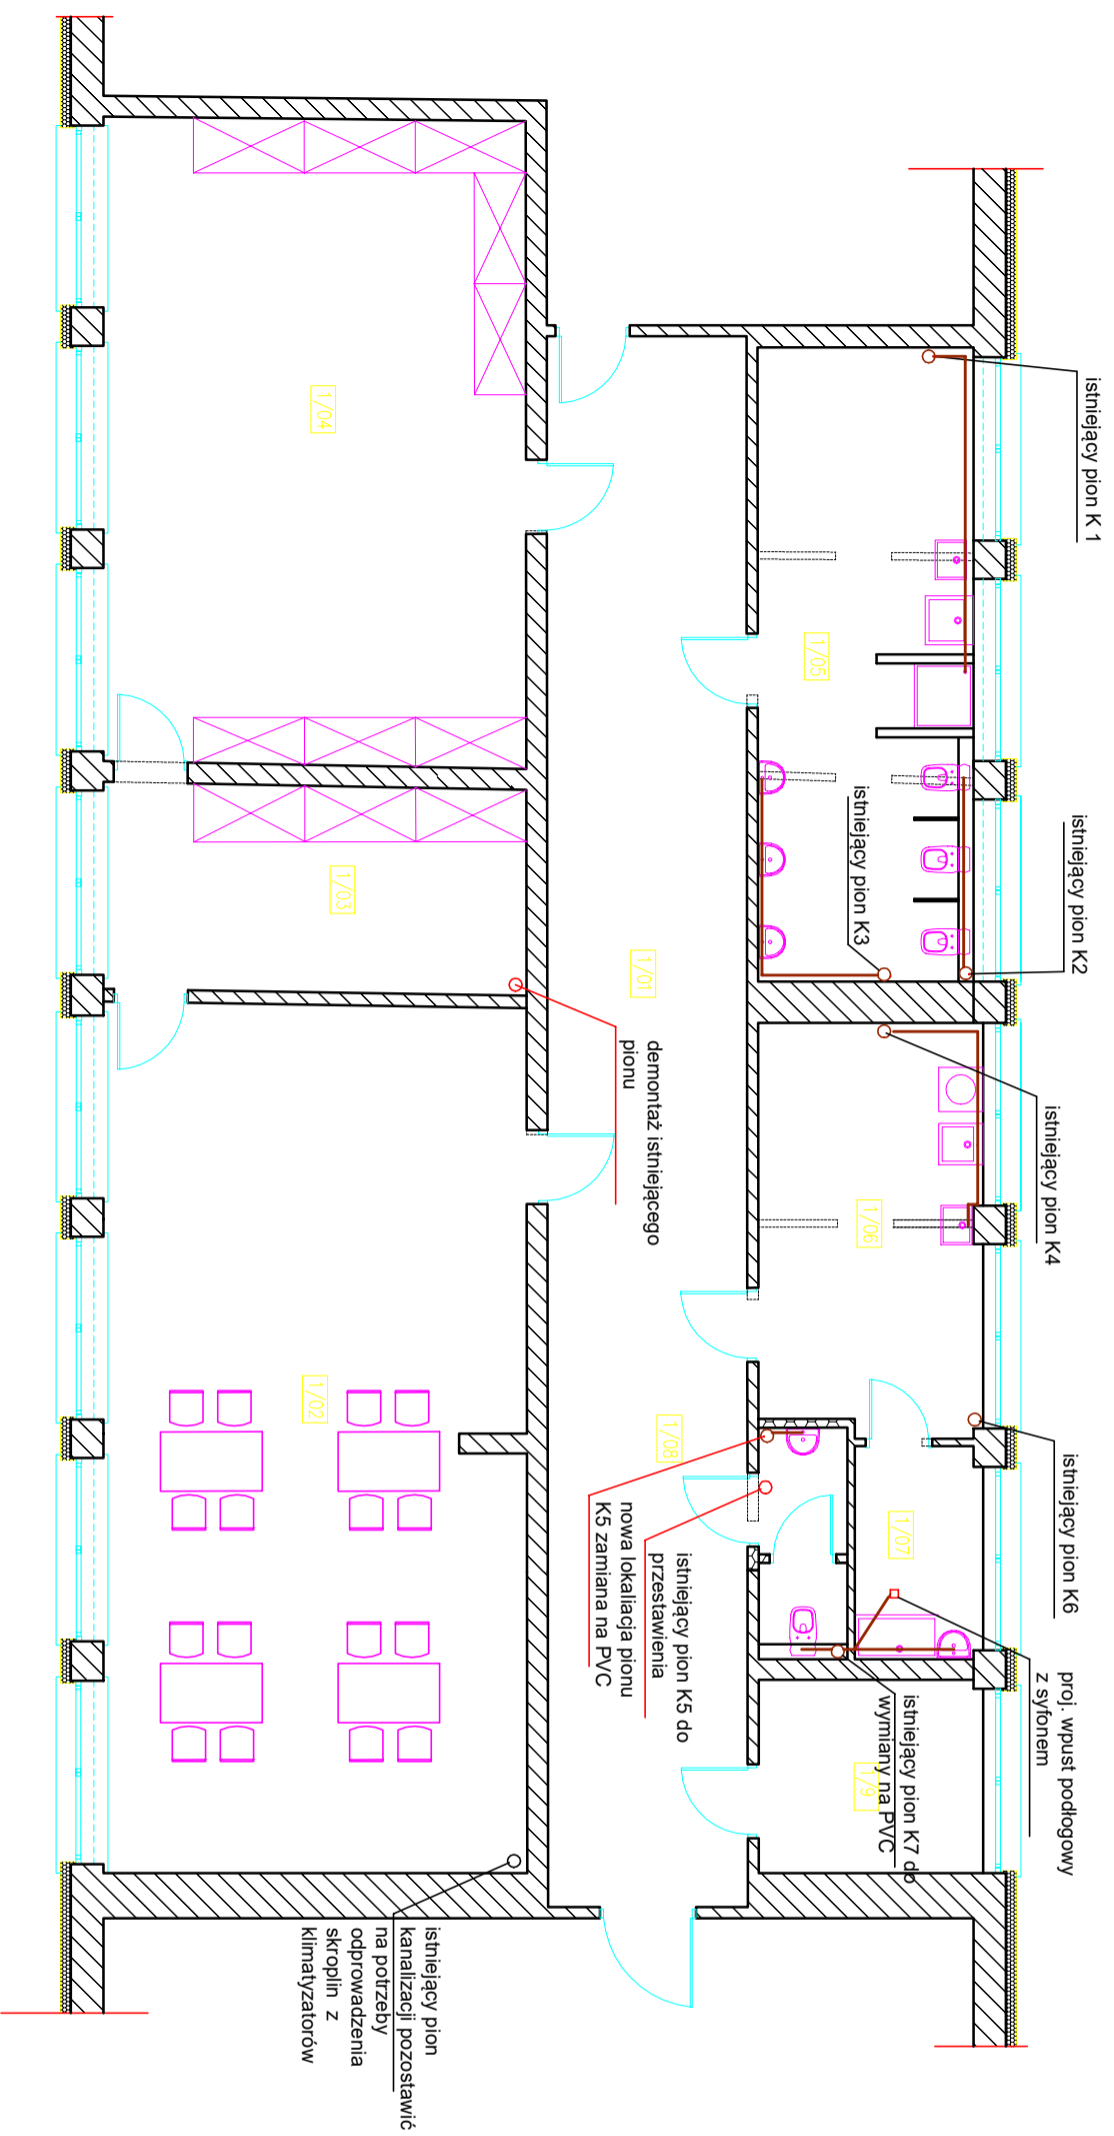 istniejący pion K 1
istniejący pion K2
istniejący pion K3
istniejący pion K4
istniejący pion K6
proj. wpust podłogowy
z syfonem
istniejący pion K7 do
wymiany na PVC
istniejący pion K5 do
przestawienia
nowa lokaliacja pionu
K5 zamiana na PVC
demontaż istniejącego
pionu
istniejący pion
kanalizacji pozostawić
na potrzeby
odprowadzenia
skroplin z
klimatyzatorów
1/04
1/05
1/03
1/01
1/06
1/02
1/08
1/07
1/9